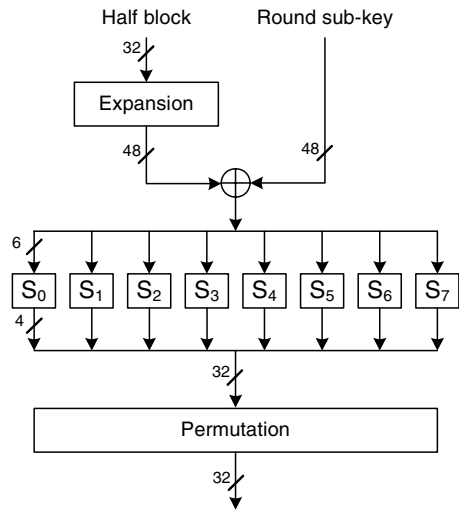 Half block Round sub-key
32
Expansion
48 48
6
S0 S1 S2 S3 S4 S5 S6 S7
4
32
Permutation
32